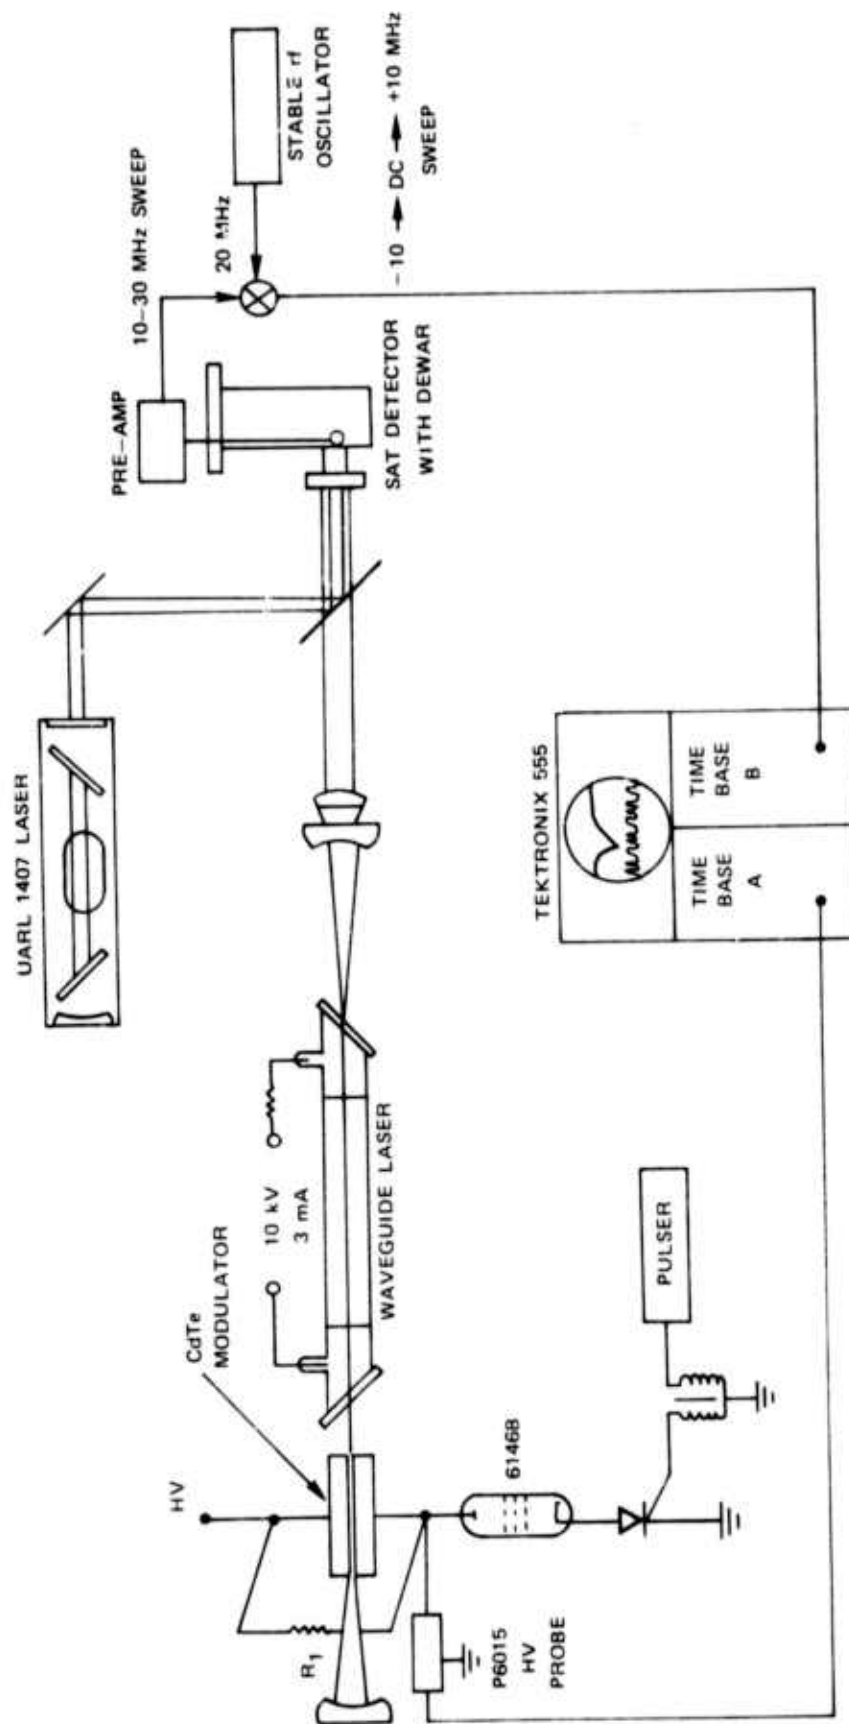 UARL 1407 LASER
PRE-AMP
10-30 MHz SWEEP
20 MHz
STABLE rf
OSCILLATOR
-10 → DC → +10 MHz
SWEEP
SAT DETECTOR
WITH DEWAR
HV
CdTe
MODULATOR
10 kV
3 mA
WAVEGUIDE LASER
R1
P6015
HV
PROBE
6146B
PULSER
TEKTRONIX 555
TIME
BASE
A
TIME
BASE
B